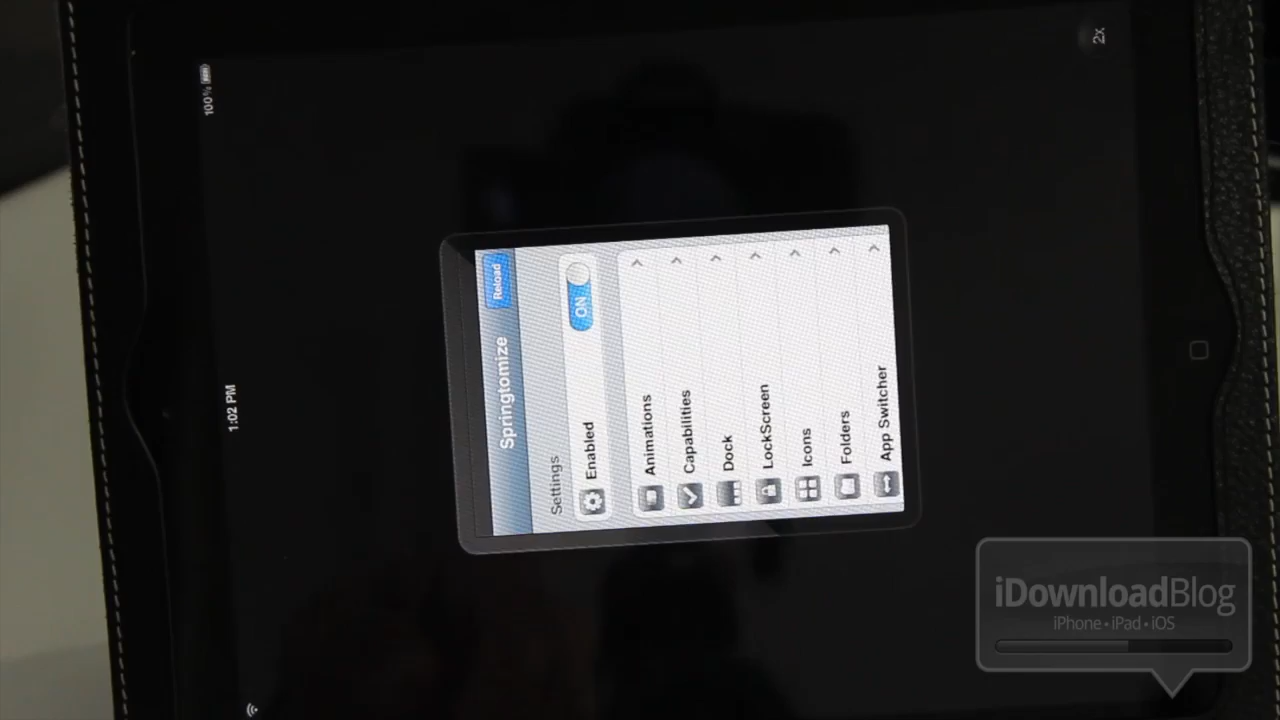 1:02 PM
100%
Springtomize
Reload
Settings
Enabled
ON
Animations
Capabilities
Dock
LockScreen
Icons
Folders
App Switcher
2x
iDownloadBlog
iPhone • iPad • iOS